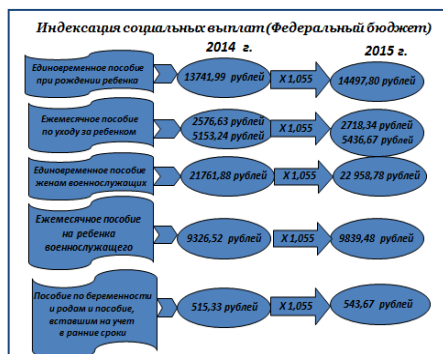 Индексация социальных выплат (Федеральный бюджет)
2014 г.
2015 г.
Единовременное пособие
при рождении ребенка
13741,99 рублей
X 1,055
14497,80 рублей
Ежемесячное пособие
по уходу за ребенком
2576,63 рублей
5153,24 рублей
X 1,055
2718,34 рублей
5436,67 рублей
Единовременное пособие
женам военнослужащих
21761,88 рублей
X 1,055
22 958,78 рублей
Ежемесячное пособие
на ребенка
военнослужащего
9326,52 рублей
X 1,055
9839,48 рублей
Пособие по беременности
и родам и пособие,
вставшим на учет
в ранние сроки
515,33 рублей
X 1,055
543,67 рублей